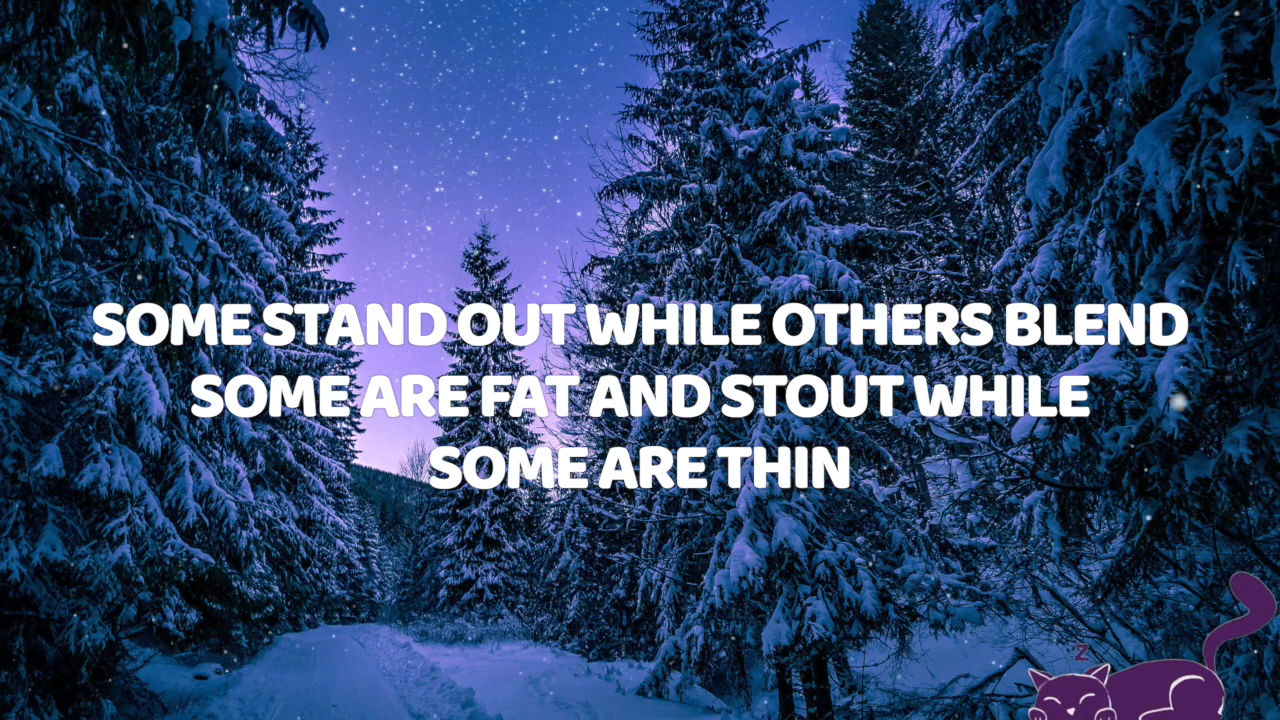 SOME STAND OUT WHILE OTHERS BLEND
SOME ARE FAT AND STOUT WHILE
SOME ARE THIN
Z